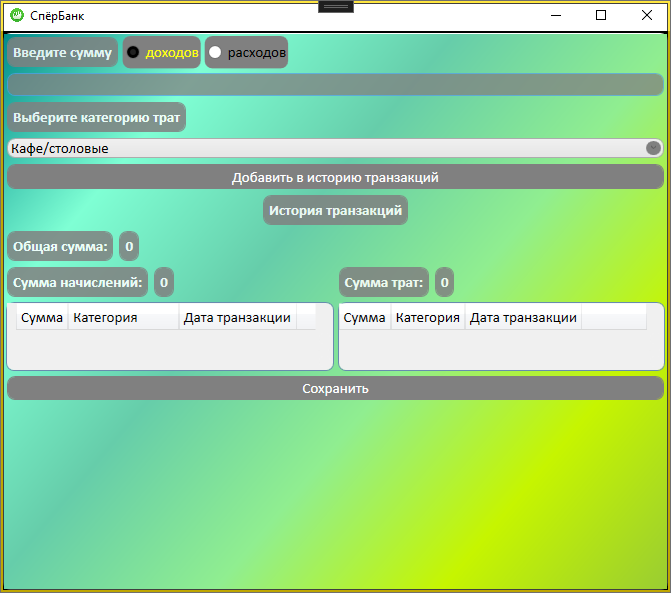 СпёрБанк
Введите сумму доходов расходов
Выберите категорию трат
Кафе/столовые
Добавить в историю транзакций
История транзакций
Общая сумма: 0
Сумма начислений: 0 Сумма трат: 0
Сумма Категория Дата транзакции Сумма Категория Дата транзакции
Сохранить